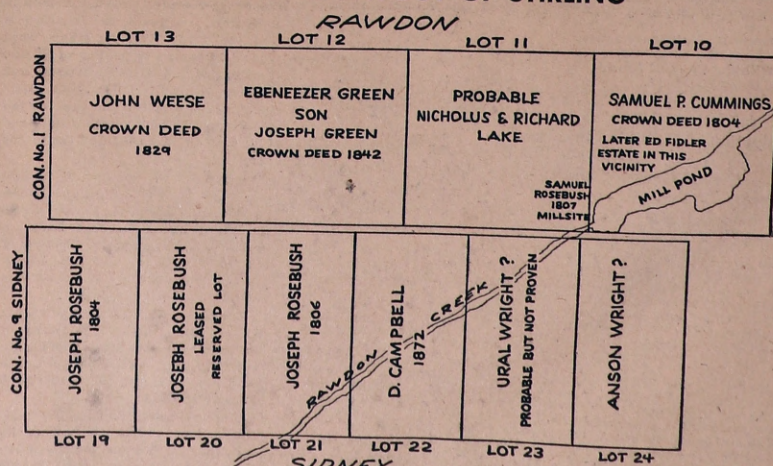 RAWDON
LOT 13
LOT 12
LOT 11
LOT 10
CON. No. 1 RAWDON
JOHN WEESE
CROWN DEED
1829
EBENEEZER GREEN
SON
JOSEPH GREEN
CROWN DEED 1842
PROBABLE
NICHOLUS & RICHARD
LAKE
SAMUEL P. CUMMINGS
CROWN DEED 1804
LATER ED FIDLER
ESTATE IN THIS
VICINITY
MILL POND
SAMUEL
ROSEBUSH
1807
MILLSITE
CON. No. 9 SIDNEY
JOSEPH ROSEBUSH
1804
JOSEBH ROSEBUSH
LEASED
RESERVED LOT
JOSEPH ROSEBUSH
1806
D. CAMPBELL
1872
RAWDON CREEK
URAL WRIGHT ?
PROBABLE BUT NOT PROVEN
ANSON WRIGHT ?
LOT 19
LOT 20
LOT 21
LOT 22
LOT 23
LOT 24
SIDNEY